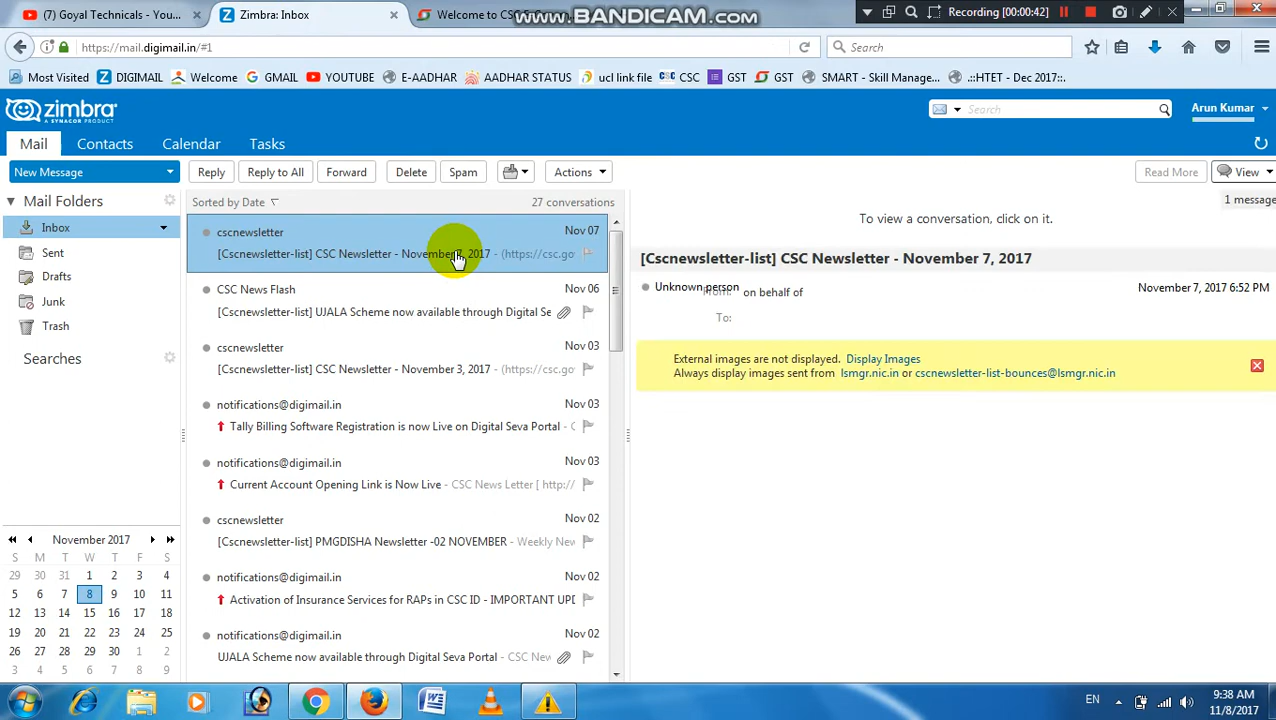 (7) Goyal Technicals - You...
Zimbra: Inbox
Welcome to CSC E-
www.BANDICAM.com
Recording [00:00:42]
https://mail.digimail.in/#1
Search
Most Visited DIGIMAIL Welcome GMAIL YOUTUBE E-AADHAR AADHAR STATUS ucl link file CSC GST GST SMART - Skill Manage... .::HTET - Dec 2017::.
zimbra
A SYNACOR PRODUCT
Search
Arun Kumar
Mail Contacts Calendar Tasks
New Message Reply Reply to All Forward Delete Spam Actions Read More View
Mail Folders
Inbox
Sent
Drafts
Junk
Trash
Searches
Sorted by Date 27 conversations
cscnewsletter Nov 07
[Cscnewsletter-list] CSC Newsletter - November 7, 2017 - (https://csc.go
CSC News Flash Nov 06
[Cscnewsletter-list] UJALA Scheme now available through Digital Se
cscnewsletter Nov 03
[Cscnewsletter-list] CSC Newsletter - November 3, 2017 - (https://csc.go
notifications@digimail.in Nov 03
Tally Billing Software Registration is now Live on Digital Seva Portal - C
notifications@digimail.in Nov 03
Current Account Opening Link is Now Live - CSC News Letter [ http:/
cscnewsletter Nov 02
[Cscnewsletter-list] PMGDISHA Newsletter -02 NOVEMBER - Weekly New
notifications@digimail.in Nov 02
Activation of Insurance Services for RAPs in CSC ID - IMPORTANT UPD
notifications@digimail.in Nov 02
UJALA Scheme now available through Digital Seva Portal - CSC Nev
1 message
To view a conversation, click on it.
[Cscnewsletter-list] CSC Newsletter - November 7, 2017
Unknown person November 7, 2017 6:52 PM
From: on behalf of
To:
External images are not displayed. Display Images
Always display images sent from lsmgr.nic.in or cscnewsletter-list-bounces@lsmgr.nic.in
November 2017
S M T W T F S
29 30 31 1 2 3 4
5 6 7 8 9 10 11
12 13 14 15 16 17 18
19 20 21 22 23 24 25
26 27 28 29 30 1 2
3 4 5 6 7 8 9
EN
9:38 AM
11/8/2017